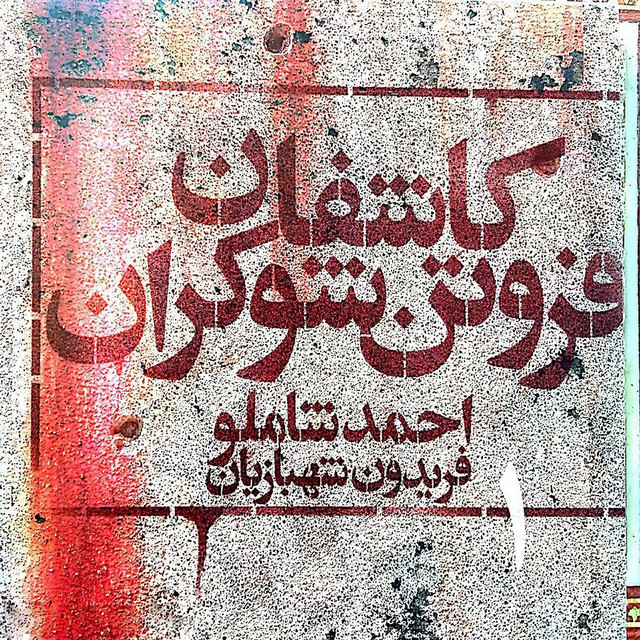 کاشفان
فروتن شوکران
احمد شاملو
فریدون شهبازیان
۱